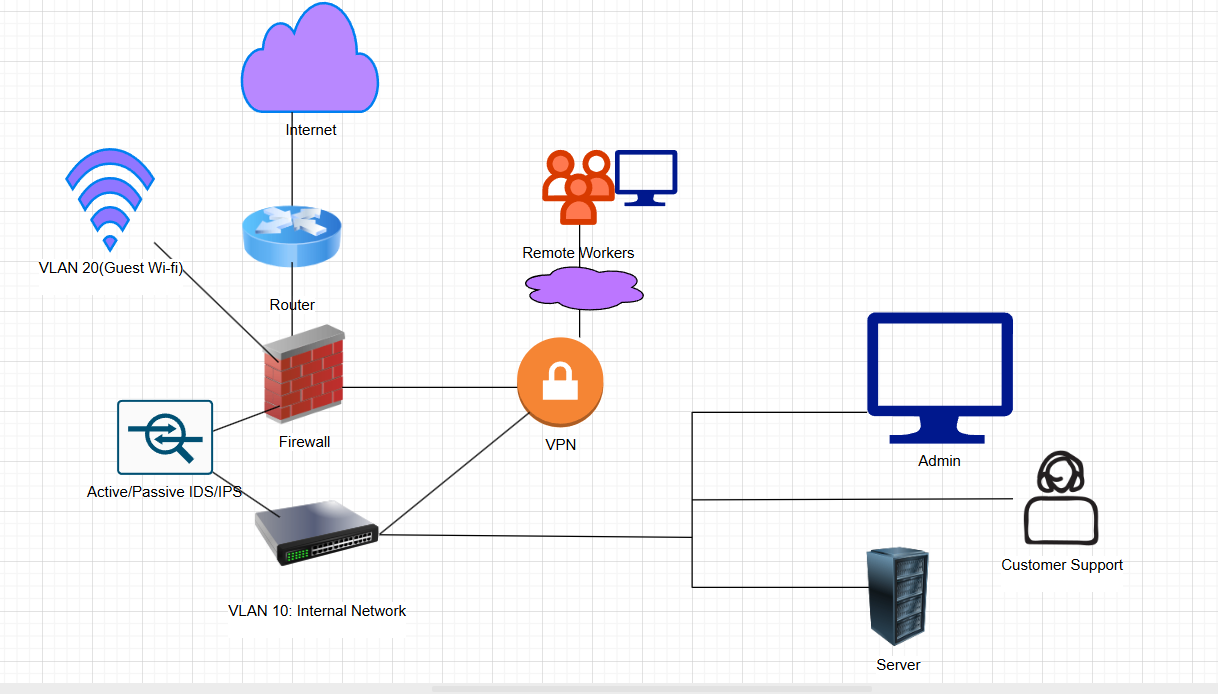 Internet
Remote Workers
VLAN 20(Guest Wi-fi)
Router
Firewall
VPN
Admin
Active/Passive IDS/IPS
Customer Support
VLAN 10: Internal Network
Server